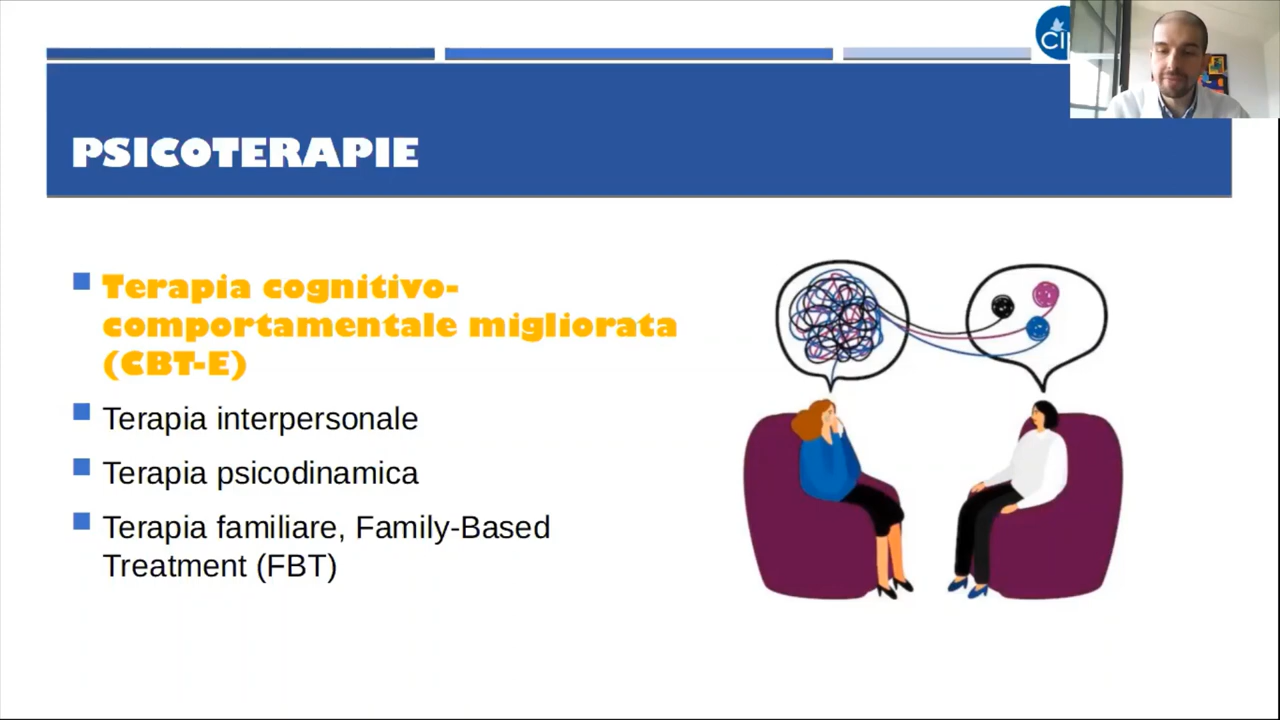 PSICOTERAPIE
Terapia cognitivo-
comportamentale migliorata
(CBT-E)
Terapia interpersonale
Terapia psicodinamica
Terapia familiare, Family-Based
Treatment (FBT)